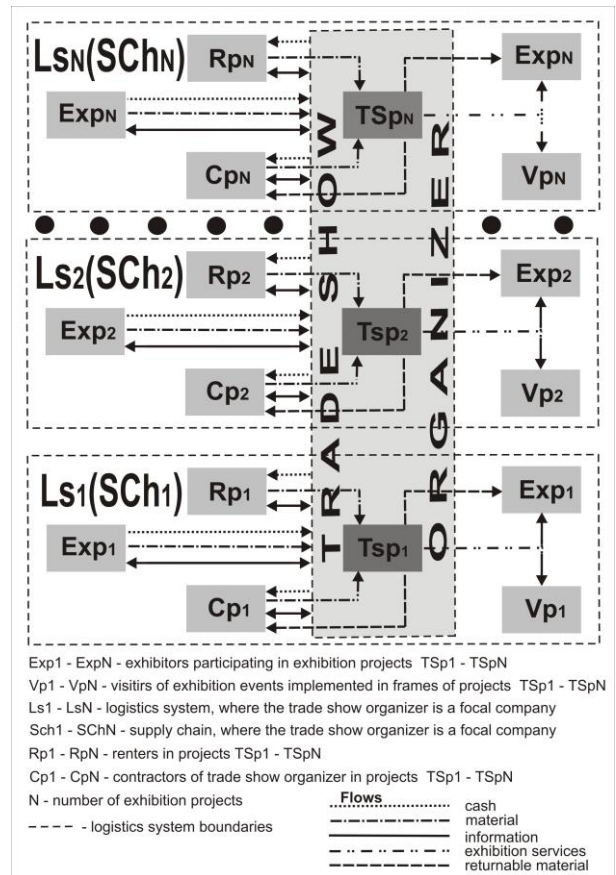 LsN(SChN)
RpN
ExpN
CpN
TSpN
ExpN
VpN
Ls2(SCh2)
Rp2
Exp2
Cp2
Tsp2
Exp2
Vp2
Ls1(SCh1)
Rp1
Exp1
Cp1
Tsp1
Exp1
Vp1
TRADE SHOW
ORGANIZER
Exp1 - ExpN - exhibitors participating in exhibition projects TSp1 - TSpN
Vp1 - VpN - visitirs of exhibition events implemented in frames of projects TSp1 - TSpN
Ls1 - LsN - logistics system, where the trade show organizer is a focal company
Sch1 - SChN - supply chain, where the trade show organizer is a focal company
Rp1 - RpN - renters in projects TSp1 - TSpN
Cp1 - CpN - contractors of trade show organizer in projects TSp1 - TSpN
N - number of exhibition projects
- logistics system boundaries
Flows
cash
material
information
exhibition services
returnable material